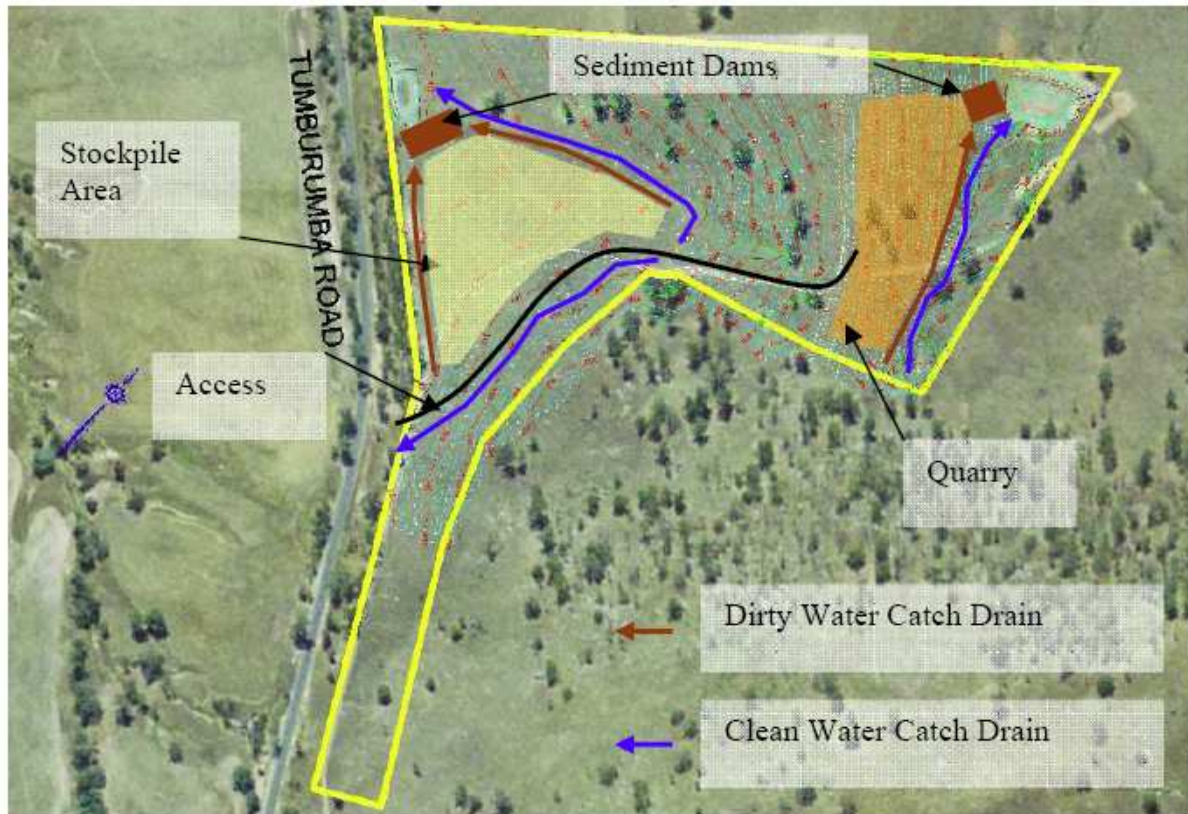 Sediment Dams
Stockpile
Area
TUMBURUMBA ROAD
Access
Quarry
Dirty Water Catch Drain
Clean Water Catch Drain